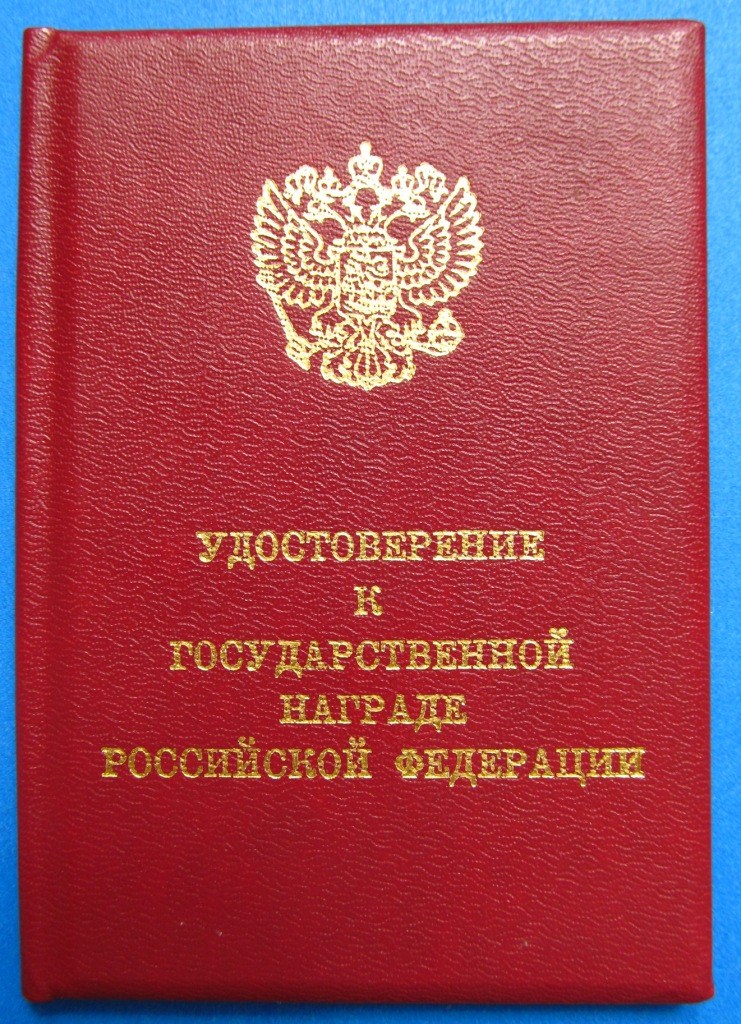 УДОСТОВЕРЕНИЕ
К
ГОСУДАРСТВЕННОЙ
НАГРАДЕ
РОССИЙСКОЙ ФЕДЕРАЦИИ